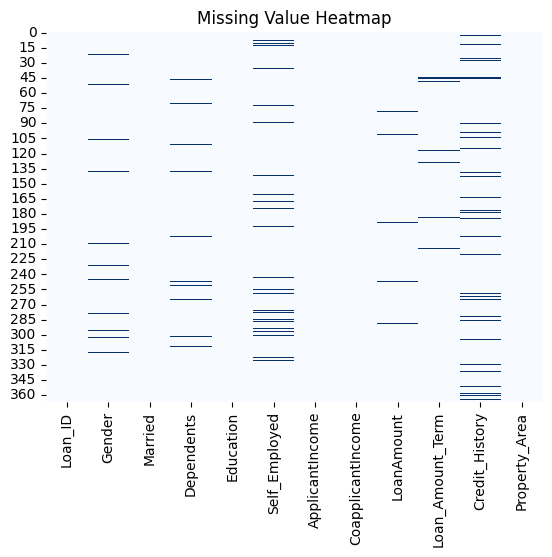 Missing Value Heatmap
0
15
30
45
60
75
90
105
120
135
150
165
180
195
210
225
240
255
270
285
300
315
330
345
360
Loan_ID
Gender
Married
Dependents
Education
Self_Employed
ApplicantIncome
CoapplicantIncome
LoanAmount
Loan_Amount_Term
Credit_History
Property_Area